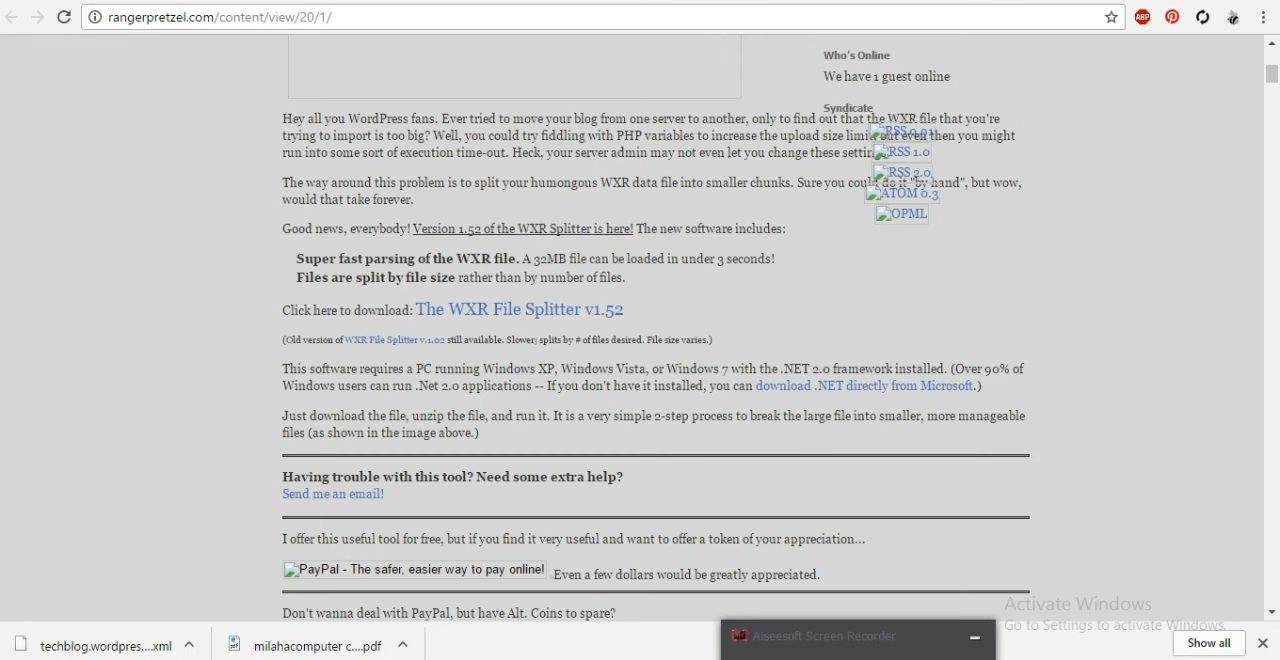 rangerpretzel.com/content/view/20/1/
ABP
Who's Online
We have 1 guest online
Syndicate
Hey all you WordPress fans. Ever tried to move your blog from one server to another, only to find out that the WXR file that you're
trying to import is too big? Well, you could try fiddling with PHP variables to increase the upload size limit but even then you might
run into some sort of execution time-out. Heck, your server admin may not even let you change these
RSS 0.91
RSS 1.0
RSS 2.0
ATOM 0.3
OPML
The way around this problem is to split your humongous WXR data file into smaller chunks. Sure you could do it "by hand", but wow,
would that take forever.
Good news, everybody! Version 1.52 of the WXR Splitter is here! The new software includes:
Super fast parsing of the WXR file. A 32MB file can be loaded in under 3 seconds!
Files are split by file size rather than by number of files.
Click here to download: The WXR File Splitter v1.52
(Old version of WXR File Splitter v.1.02 still available. Slower; splits by # of files desired. File size varies.)
This software requires a PC running Windows XP, Windows Vista, or Windows 7 with the .NET 2.0 framework installed. (Over 90% of
Windows users can run .Net 2.0 applications -- If you don't have it installed, you can download .NET directly from Microsoft.)
Just download the file, unzip the file, and run it. It is a very simple 2-step process to break the large file into smaller, more manageable
files (as shown in the image above.)
Having trouble with this tool? Need some extra help?
Send me an email!
I offer this useful tool for free, but if you find it very useful and want to offer a token of your appreciation...
PayPal - The safer, easier way to pay online! Even a few dollars would be greatly appreciated.
Don't wanna deal with PayPal, but have Alt. Coins to spare?
Activate Windows
Go to Settings to activate Windows.
techblog.wordpres....xml
milahacomputer c....pdf
Aiseesoft Screen Recorder
Show all